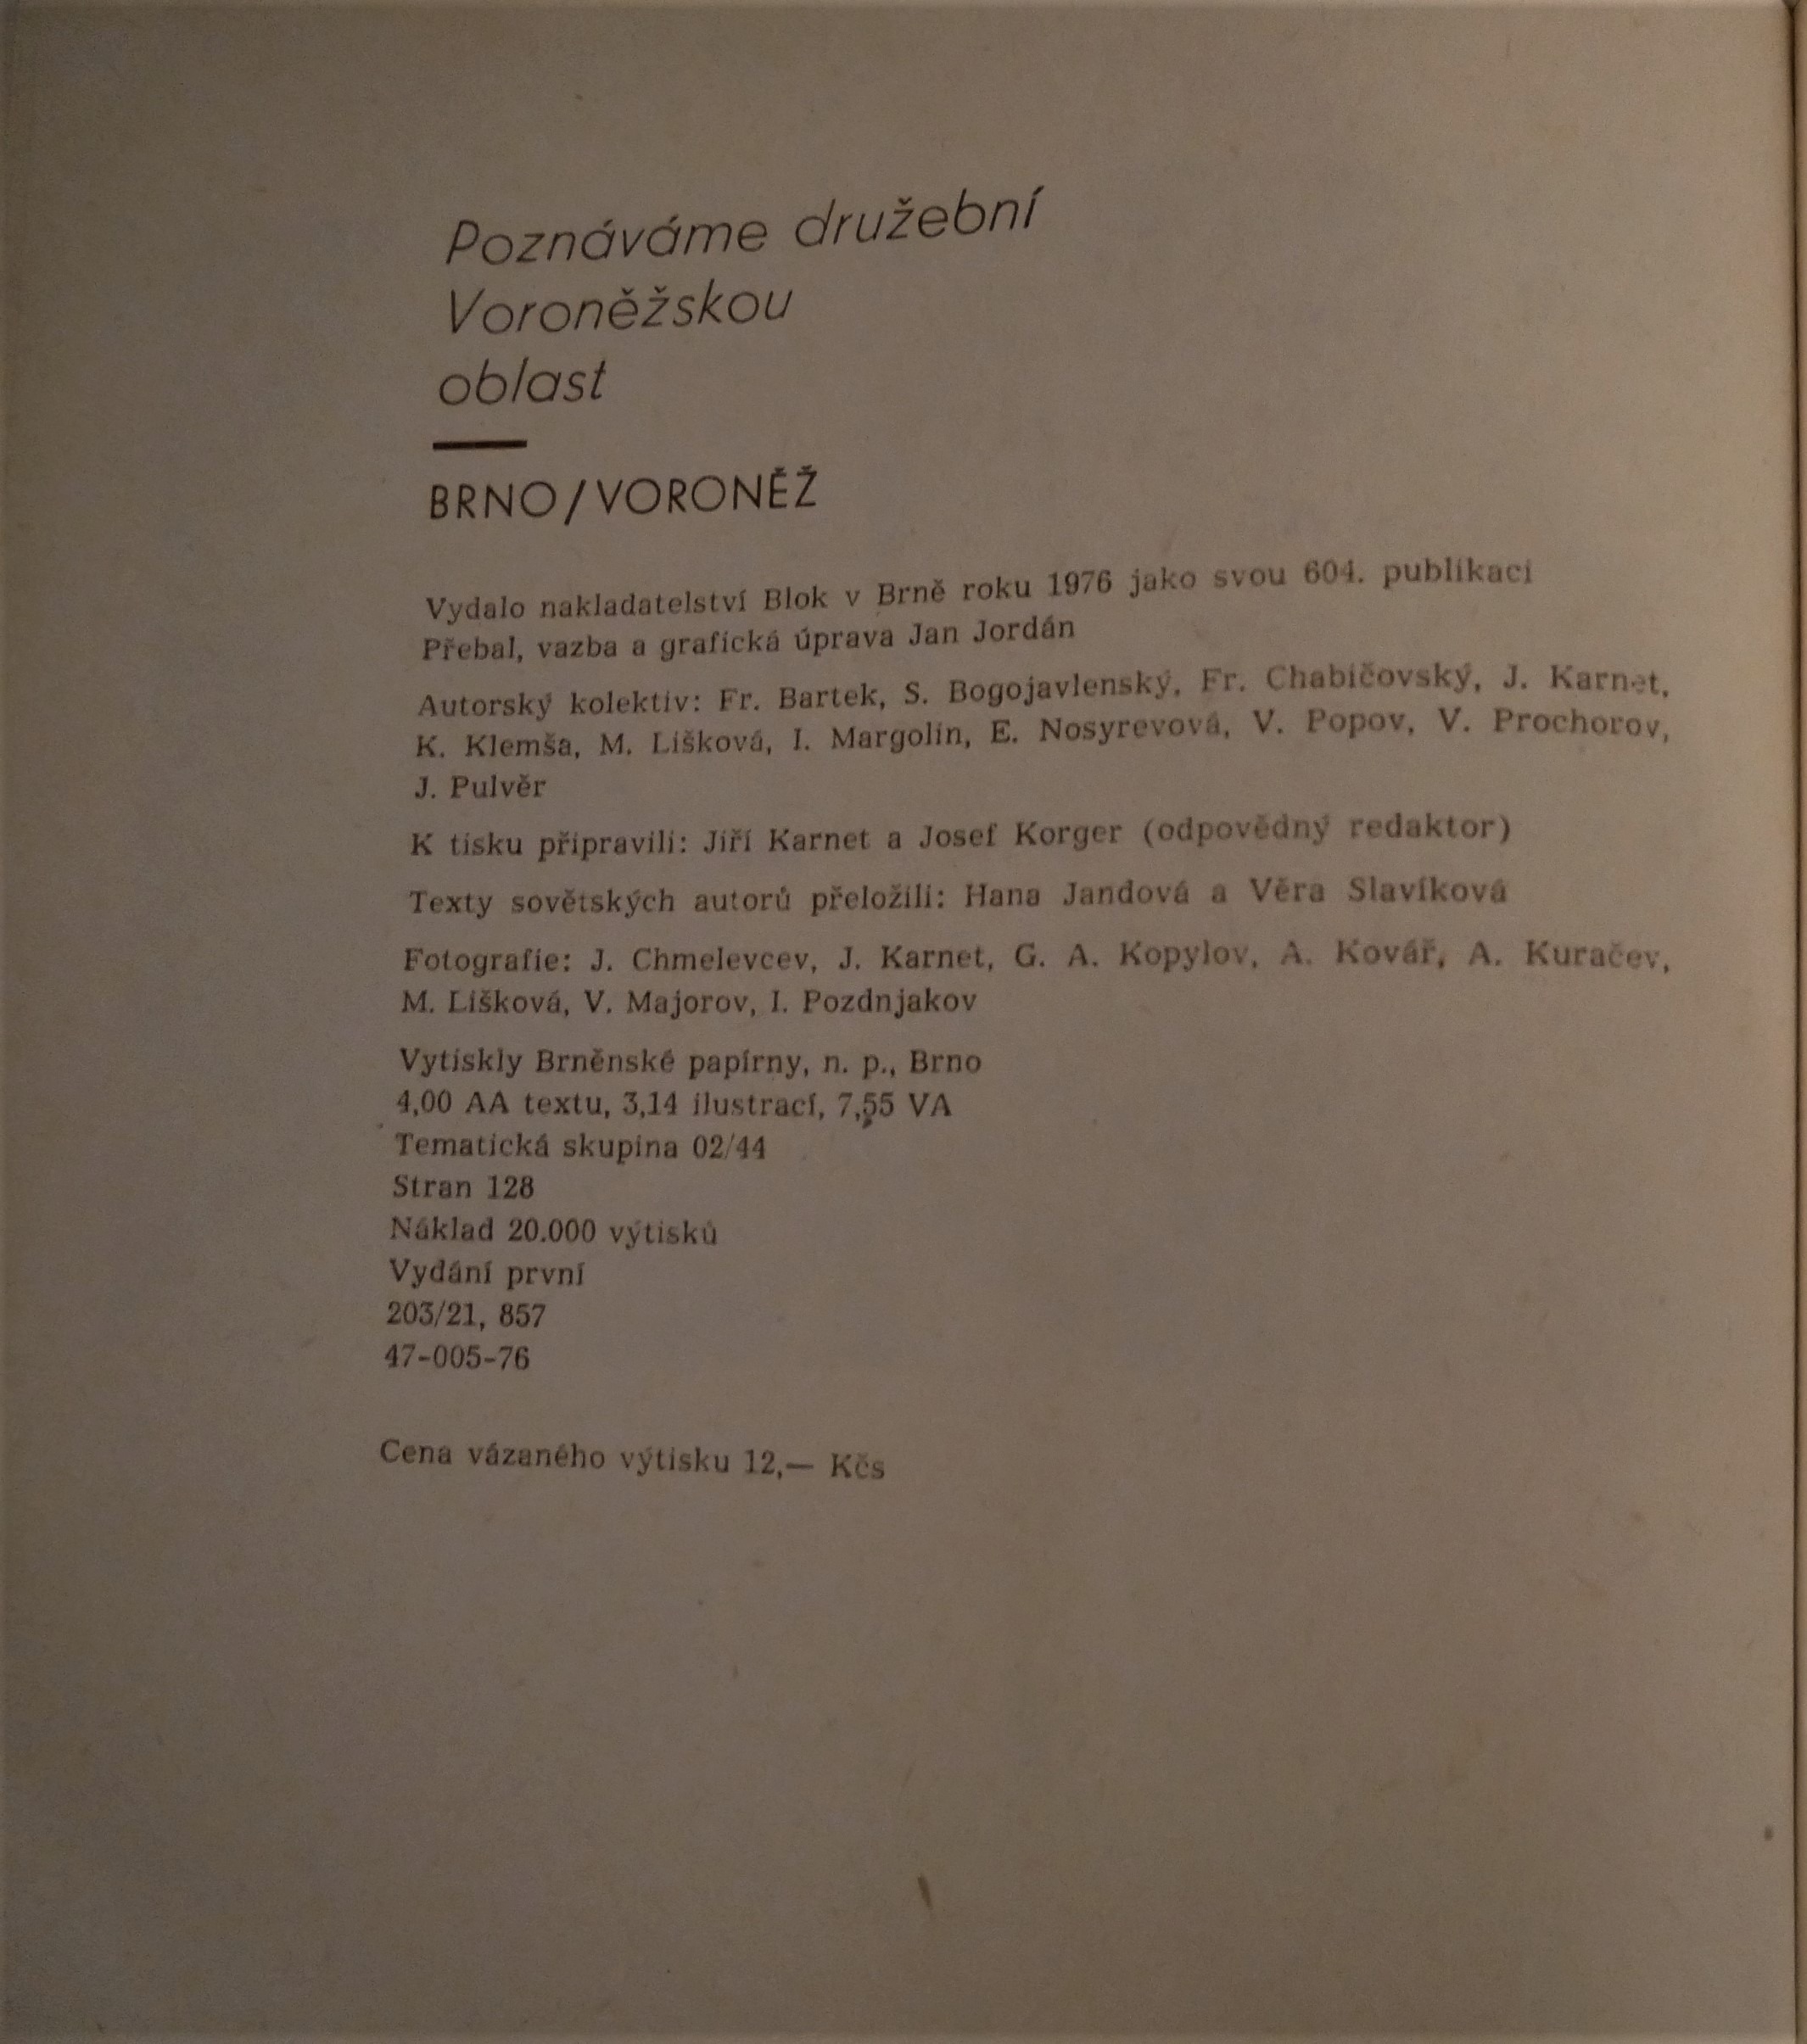 Poznáváme družební
Voroněžskou
oblast
BRNO/VORONĚŽ
Vydalo nakladatelství Blok v Brně roku 1976 jako svou 604. publikaci
Přebal, vazba a grafická úprava Jan Jordán
Autorský kolektiv: Fr. Bartek, S. Bogojavlenský, Fr. Chabičovský, J. Karnet,
K. Klemša, M. Lišková, I. Margolin, E. Nosyrevová, V. Popov, V. Prochorov,
J. Pulvěr
K tisku připravili: Jiří Karnet a Josef Korger (odpovědný redaktor)
Texty sovětských autorů přeložili: Hana Jandová a Věra Slavíková
Fotografie: J. Chmelevcev, J. Karnet, G. A. Kopylov, A. Kovář, A. Kuračev,
M. Lišková, V. Majorov, I. Pozdnjakov
Vytiskly Brněnské papírny, n. p., Brno
4,00 AA textu, 3,14 ilustrací, 7,55 VA
Tematická skupina 02/44
Stran 128
Náklad 20.000 výtisků
Vydání první
203/21, 857
47-005-76
Cena vázaného výtisku 12,— Kčs